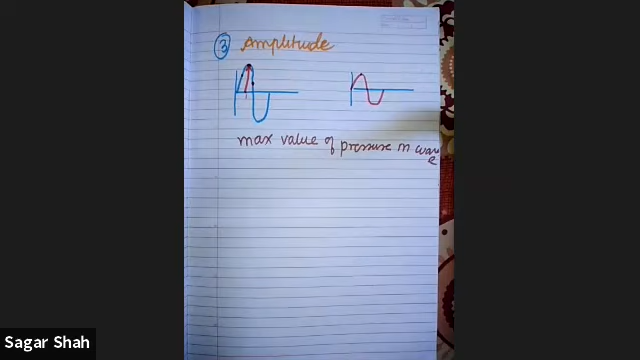 ③ Amplitude
max value of pressure in wave
Sagar Shah